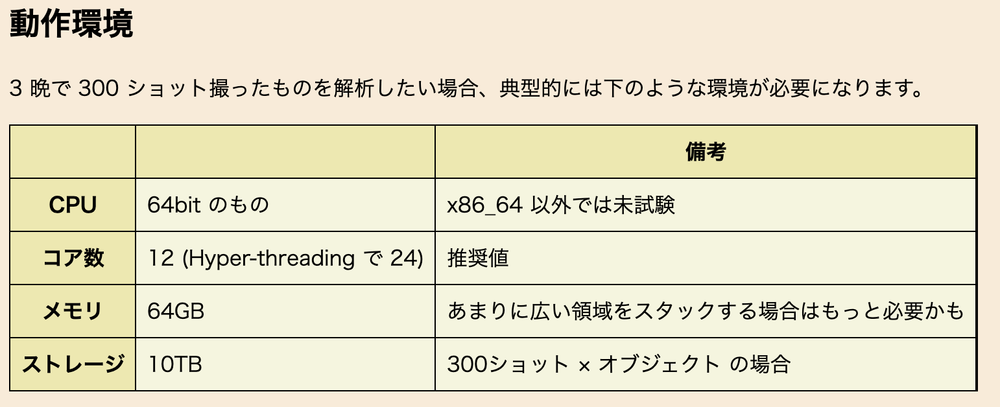 動作環境
3 晩で 300 ショット撮ったものを解析したい場合、典型的には下のような環境が必要になります。
備考
CPU 64bit のもの x86_64 以外では未試験
コア数 12 (Hyper-threading で 24) 推奨値
メモリ 64GB あまりに広い領域をスタックする場合はもっと必要かも
ストレージ 10TB 300ショット × オブジェクト の場合